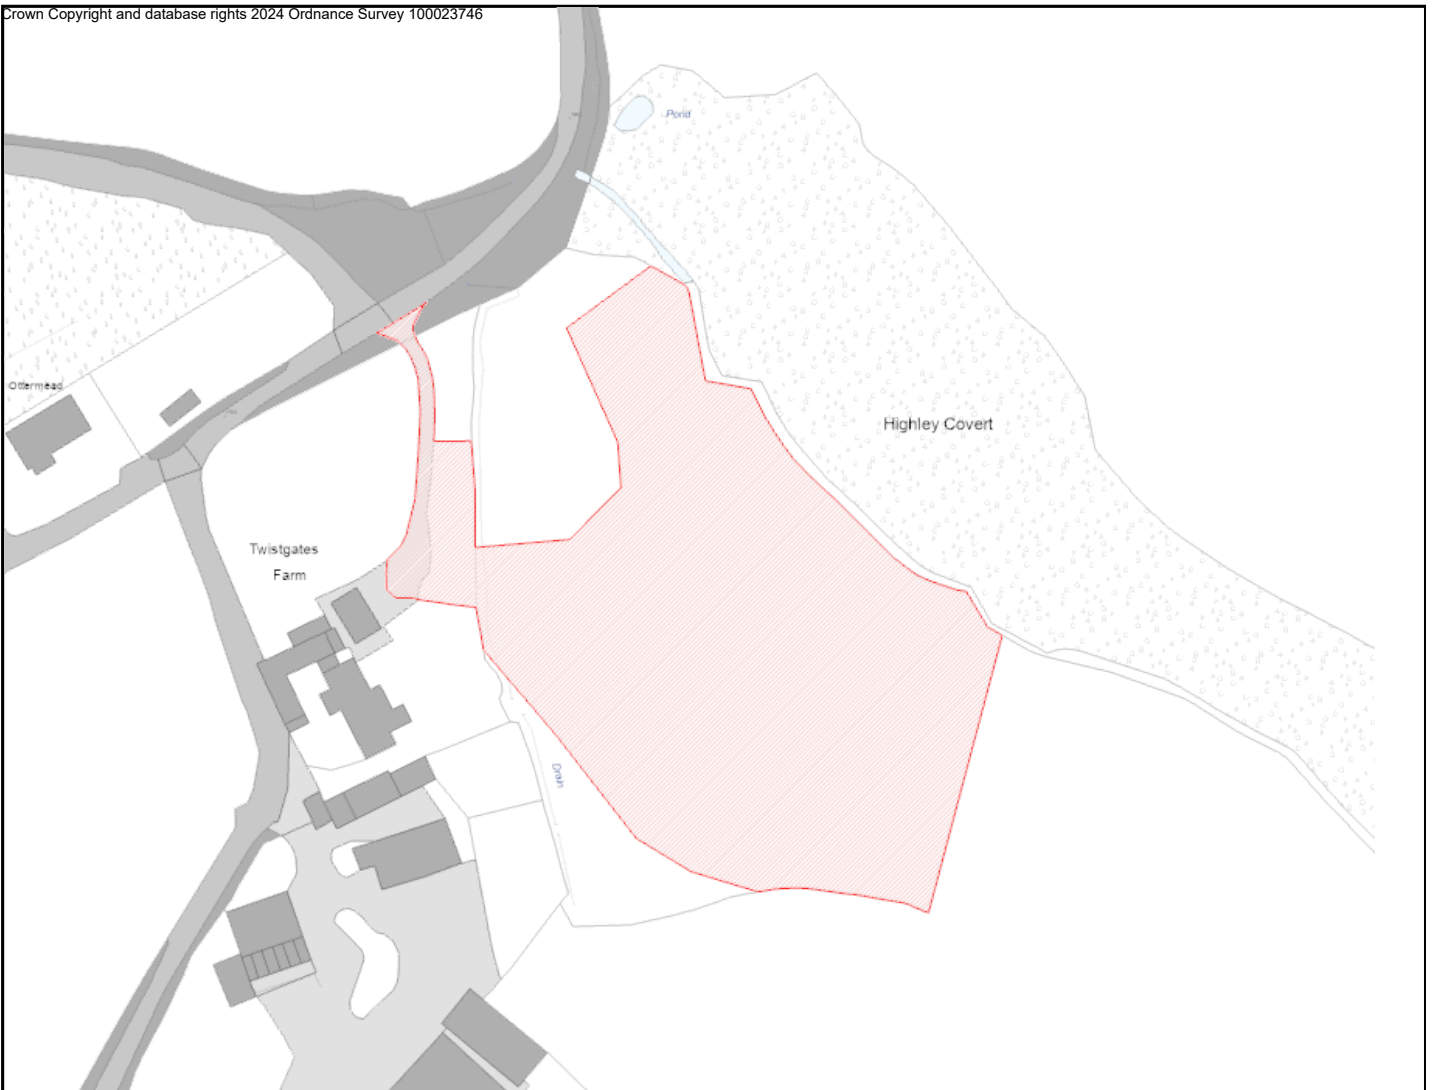 Crown Copyright and database rights 2024 Ordnance Survey 100023746
Pond
Ottermead
Highley Covert
Twistgates
Farm
Drain